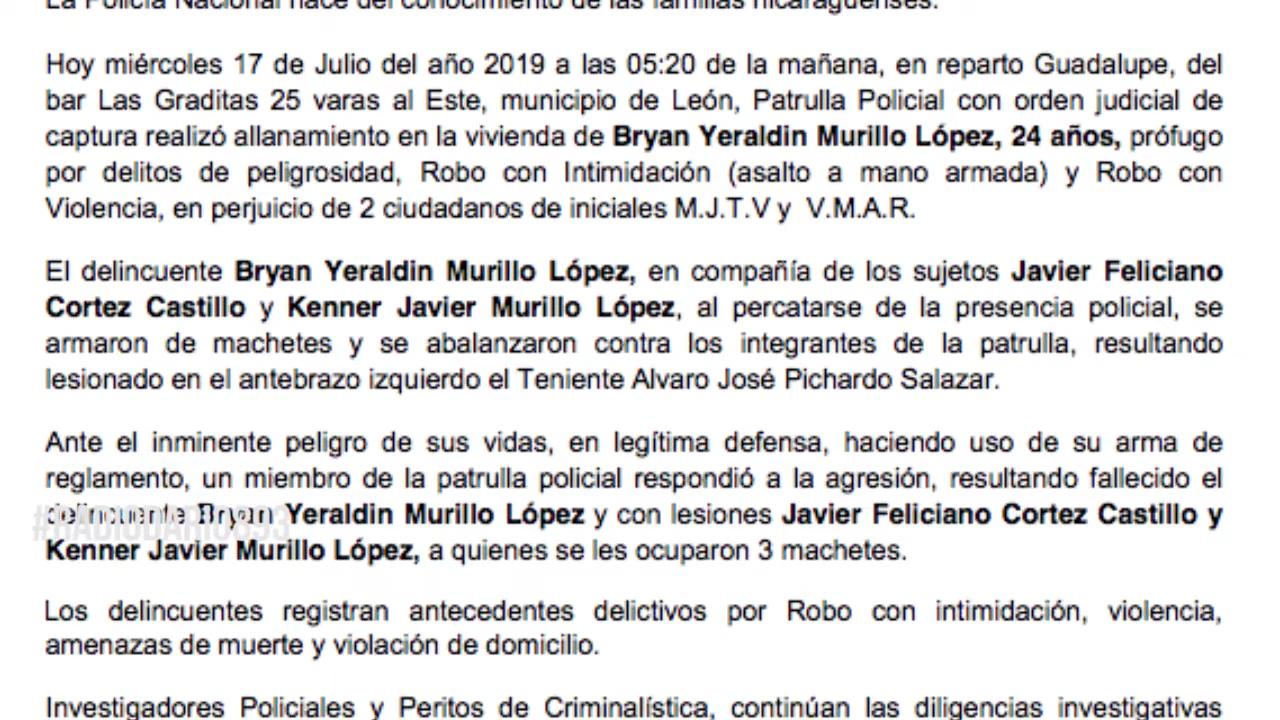 La Policía Nacional hace del conocimiento de las familias nicaragüenses.
Hoy miércoles 17 de Julio del año 2019 a las 05:20 de la mañana, en reparto Guadalupe, del
bar Las Graditas 25 varas al Este, municipio de León, Patrulla Policial con orden judicial de
captura realizó allanamiento en la vivienda de Bryan Yeraldin Murillo López, 24 años, prófugo
por delitos de peligrosidad, Robo con Intimidación (asalto a mano armada) y Robo con
Violencia, en perjuicio de 2 ciudadanos de iniciales M.J.T.V y V.M.A.R.
El delincuente Bryan Yeraldin Murillo López, en compañía de los sujetos Javier Feliciano
Cortez Castillo y Kenner Javier Murillo López, al percatarse de la presencia policial, se
armaron de machetes y se abalanzaron contra los integrantes de la patrulla, resultando
lesionado en el antebrazo izquierdo el Teniente Alvaro José Pichardo Salazar.
Ante el inminente peligro de sus vidas, en legítima defensa, haciendo uso de su arma de
reglamento, un miembro de la patrulla policial respondió a la agresión, resultando fallecido el
delincuente Bryan Yeraldin Murillo López y con lesiones Javier Feliciano Cortez Castillo y
#RADIODARIO893
Kenner Javier Murillo López, a quienes se les ocuparon 3 machetes.
Los delincuentes registran antecedentes delictivos por Robo con intimidación, violencia,
amenazas de muerte y violación de domicilio.
Investigadores Policiales y Peritos de Criminalística, continúan las diligencias investigativas